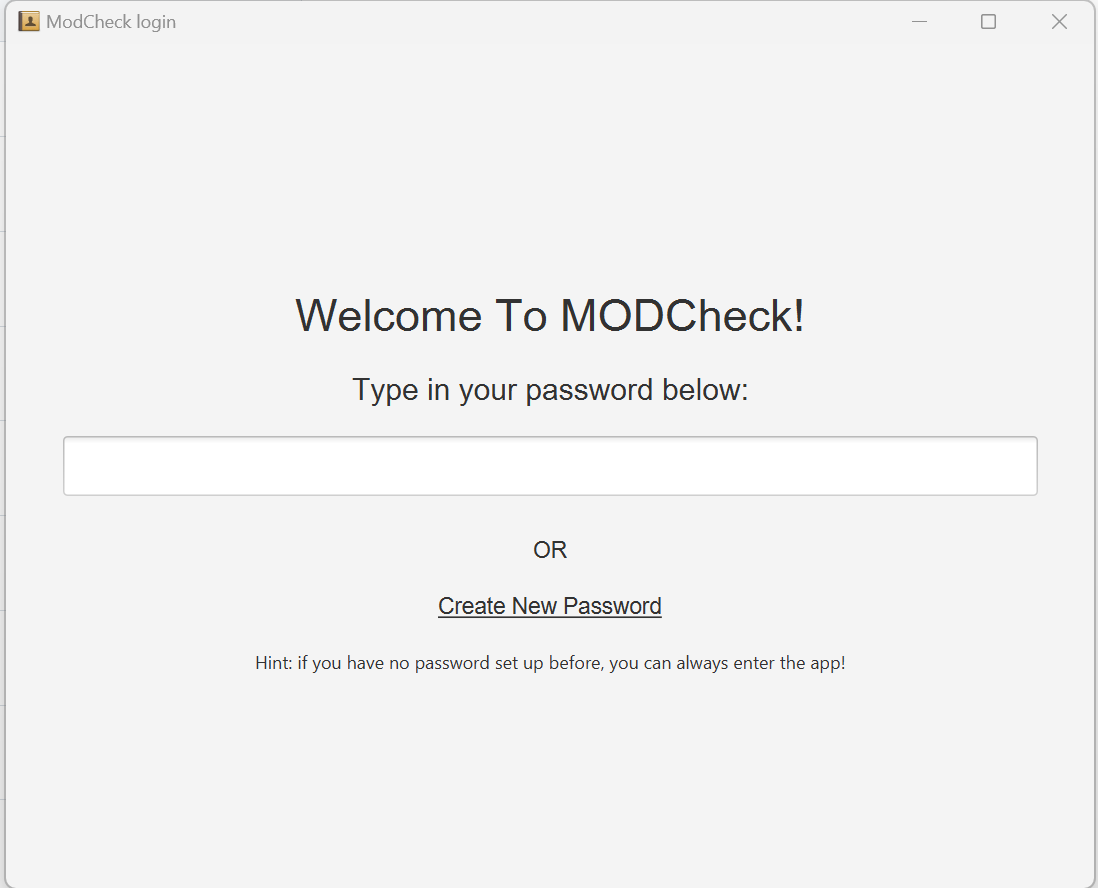 ModCheck login
Welcome To MODCheck!
Type in your password below:
OR
Create New Password
Hint: if you have no password set up before, you can always enter the app!